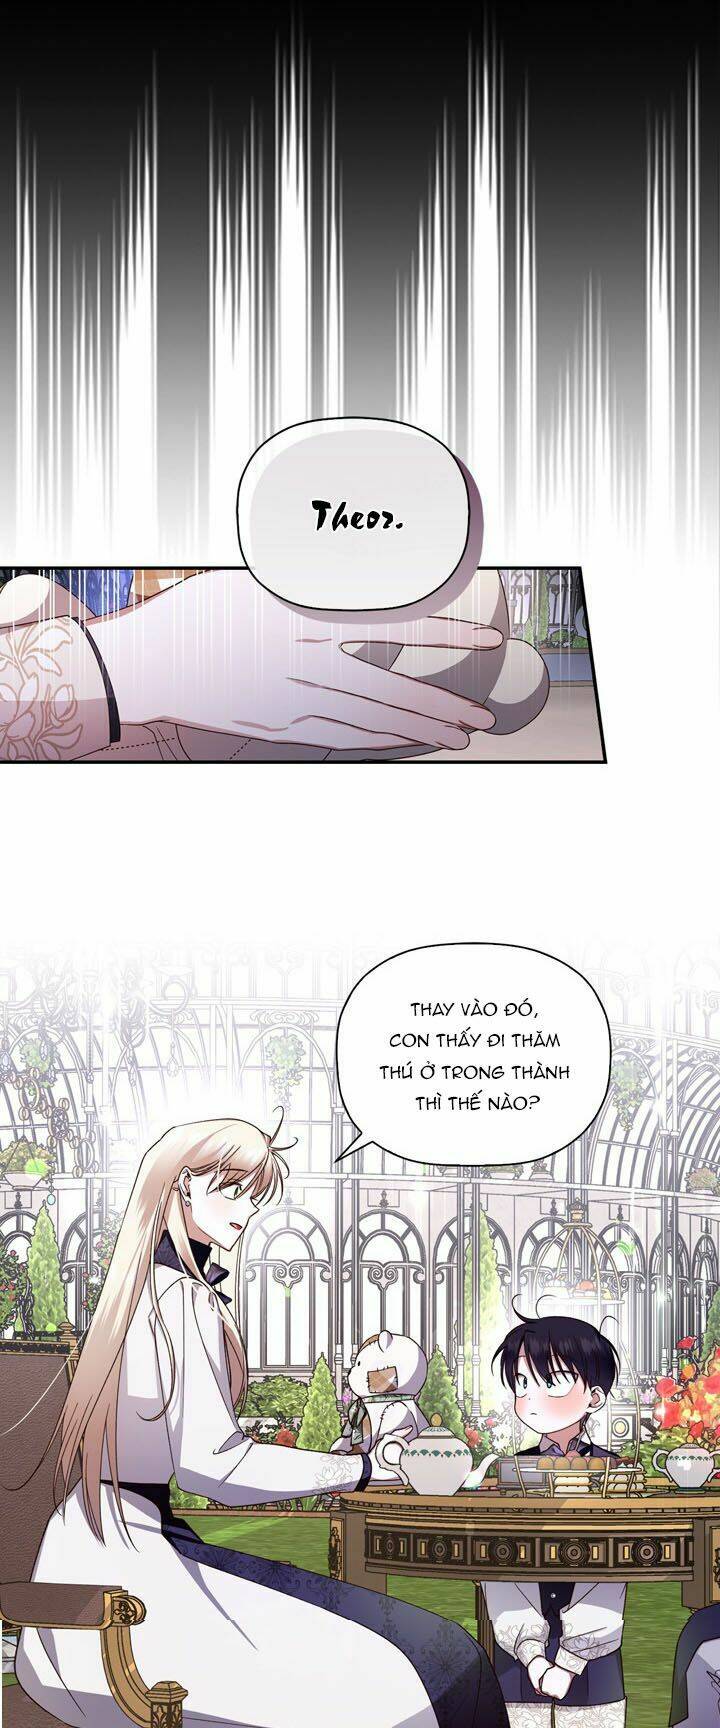 Theor.
THAY VÀO ĐÓ,
CON THẤY ĐI THĂM
THÚ Ở TRONG THÀNH
THÌ THẾ NÀO?